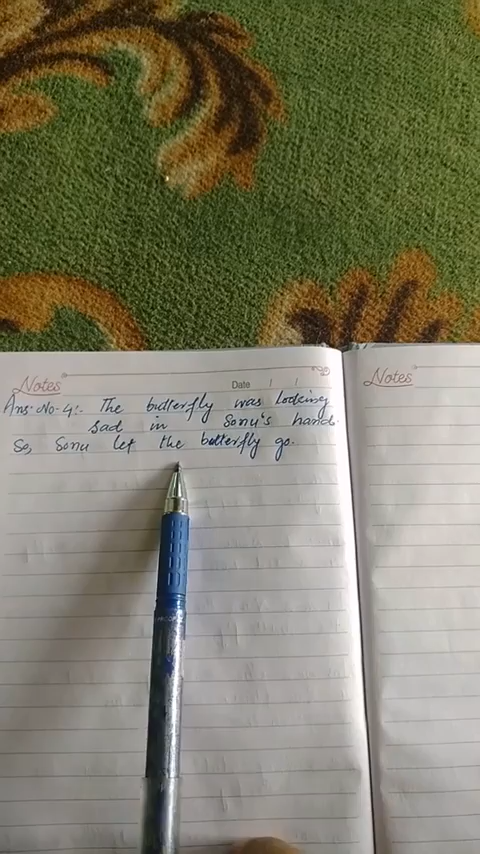 Notes
Date / /
Notes
Ans. No-4:- The butterfly was looking
sad in Sonu's hand.
So, Sonu let the butterfly go.